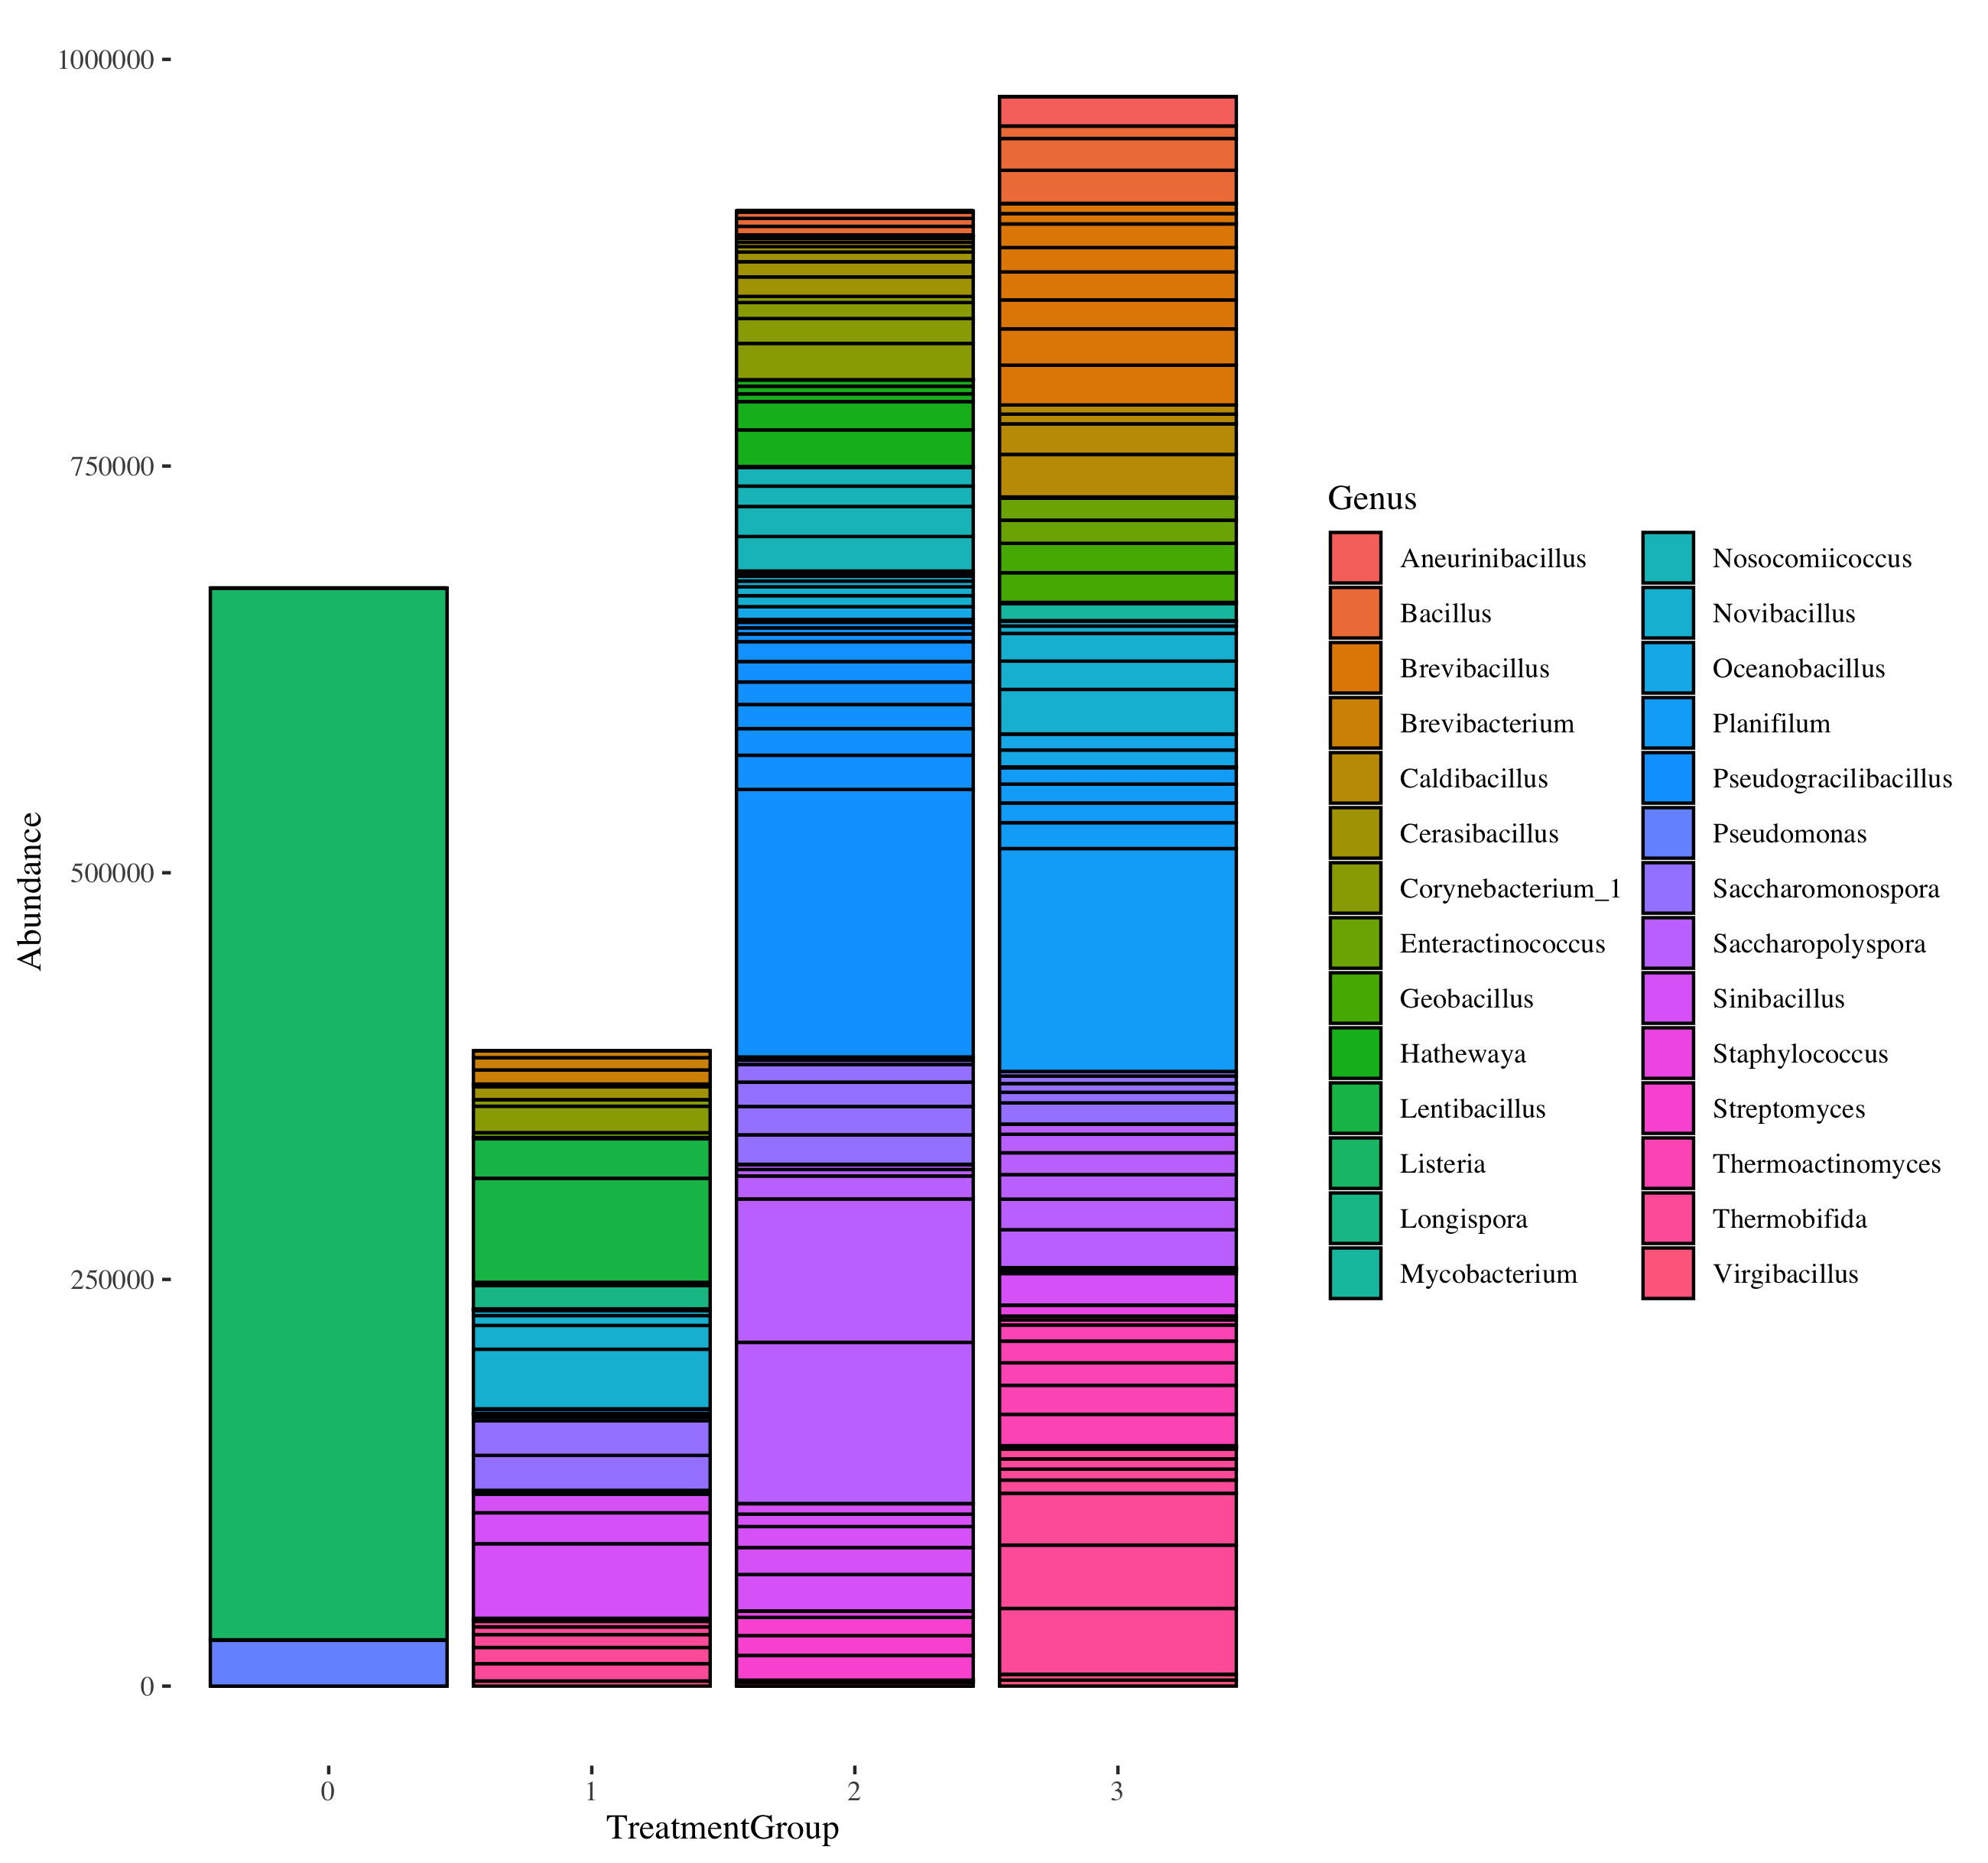 1000000
750000
500000
250000
0
Abundance
0 1 2 3
TreatmentGroup
Genus
Aneurinibacillus
Bacillus
Brevibacillus
Brevibacterium
Caldibacillus
Cerasibacillus
Corynebacterium_1
Enteractinococcus
Geobacillus
Hathewaya
Lentibacillus
Listeria
Longispora
Mycobacterium
Nosocomiicoccus
Novibacillus
Oceanobacillus
Planifilum
Pseudogracilibacillus
Pseudomonas
Saccharomonospora
Saccharopolyspora
Sinibacillus
Staphylococcus
Streptomyces
Thermoactinomyces
Thermobifida
Virgibacillus